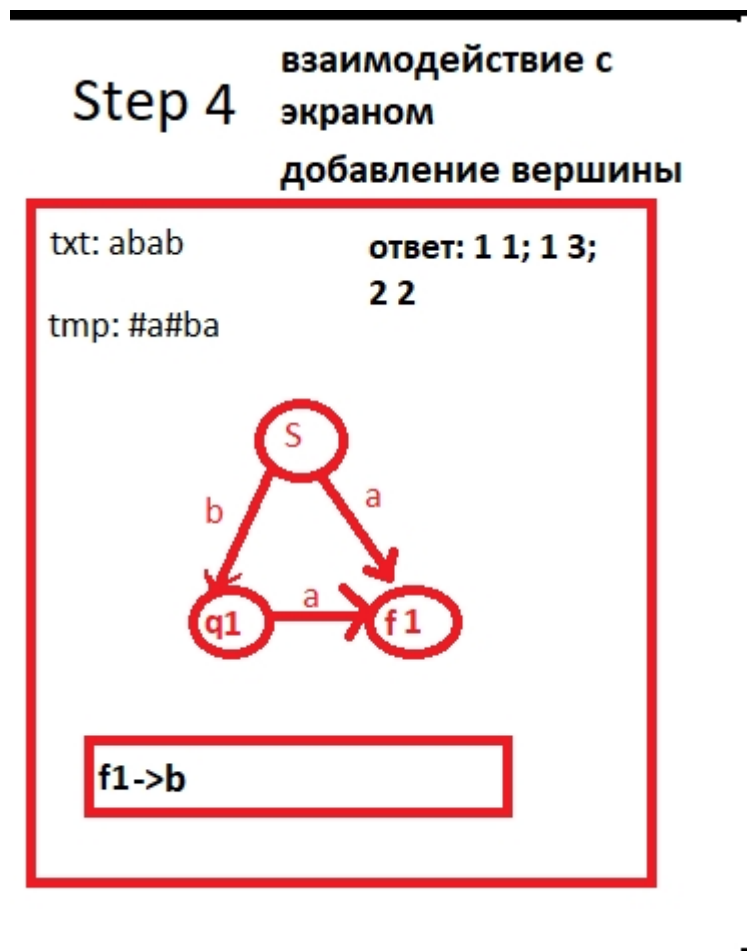 Step 4
взаимодействие с
экраном
добавление вершины
txt: abab
ответ: 1 1; 1 3;
2 2
tmp: #a#ba
S
b
a
a
q1
f 1
f1->b